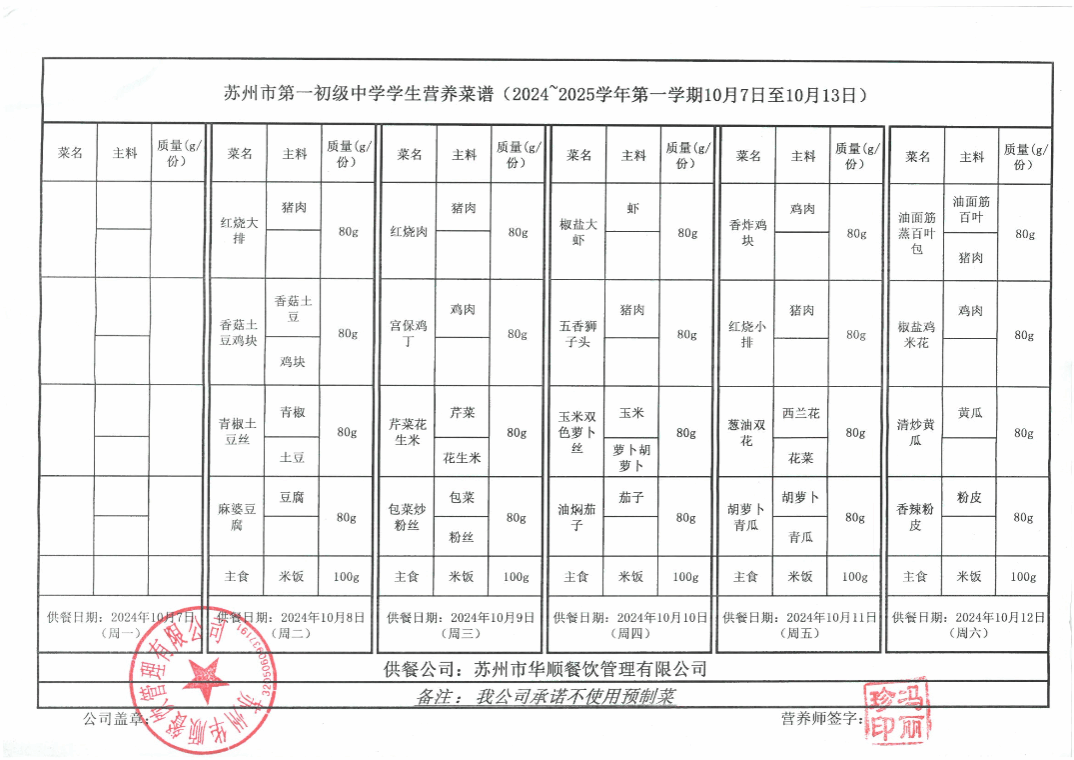 苏州市第一初级中学学生营养菜谱（2024~2025学年第一学期10月7日至10月13日）
菜名 主料 质量(g/份) 菜名 主料 质量(g/份) 菜名 主料 质量(g/份) 菜名 主料 质量(g/份) 菜名 主料 质量(g/份) 菜名 主料 质量(g/份)
红烧大排 猪肉 80g 红烧肉 猪肉 80g 椒盐大虾 虾 80g 香炸鸡块 鸡肉 80g 油面筋蒸百叶包 油面筋百叶 猪肉 80g
香菇土豆鸡块 香菇土豆 鸡块 80g 宫保鸡丁 鸡肉 80g 五香狮子头 猪肉 80g 红烧小排 猪肉 80g 椒盐鸡米花 鸡肉 80g
青椒土豆丝 青椒 土豆 80g 芹菜花生米 芹菜 花生米 80g 玉米双色萝卜丝 玉米 萝卜胡萝卜 80g 葱油双花 西兰花 花菜 80g 清炒黄瓜 黄瓜 80g
麻婆豆腐 豆腐 80g 包菜炒粉丝 包菜 粉丝 80g 油焖茄子 茄子 80g 胡萝卜青瓜 胡萝卜 青瓜 80g 香辣粉皮 粉皮 80g
主食 米饭 100g 主食 米饭 100g 主食 米饭 100g 主食 米饭 100g 主食 米饭 100g
供餐日期：2024年10月7日（周一） 供餐日期：2024年10月8日（周二） 供餐日期：2024年10月9日（周三） 供餐日期：2024年10月10日（周四） 供餐日期：2024年10月11日（周五） 供餐日期：2024年10月12日（周六）
供餐公司：苏州市华顺餐饮管理有限公司
备注：我公司承诺不使用预制菜
公司盖章： 营养师签字：
苏州华顺餐饮管理有限公司
冯丽珍印